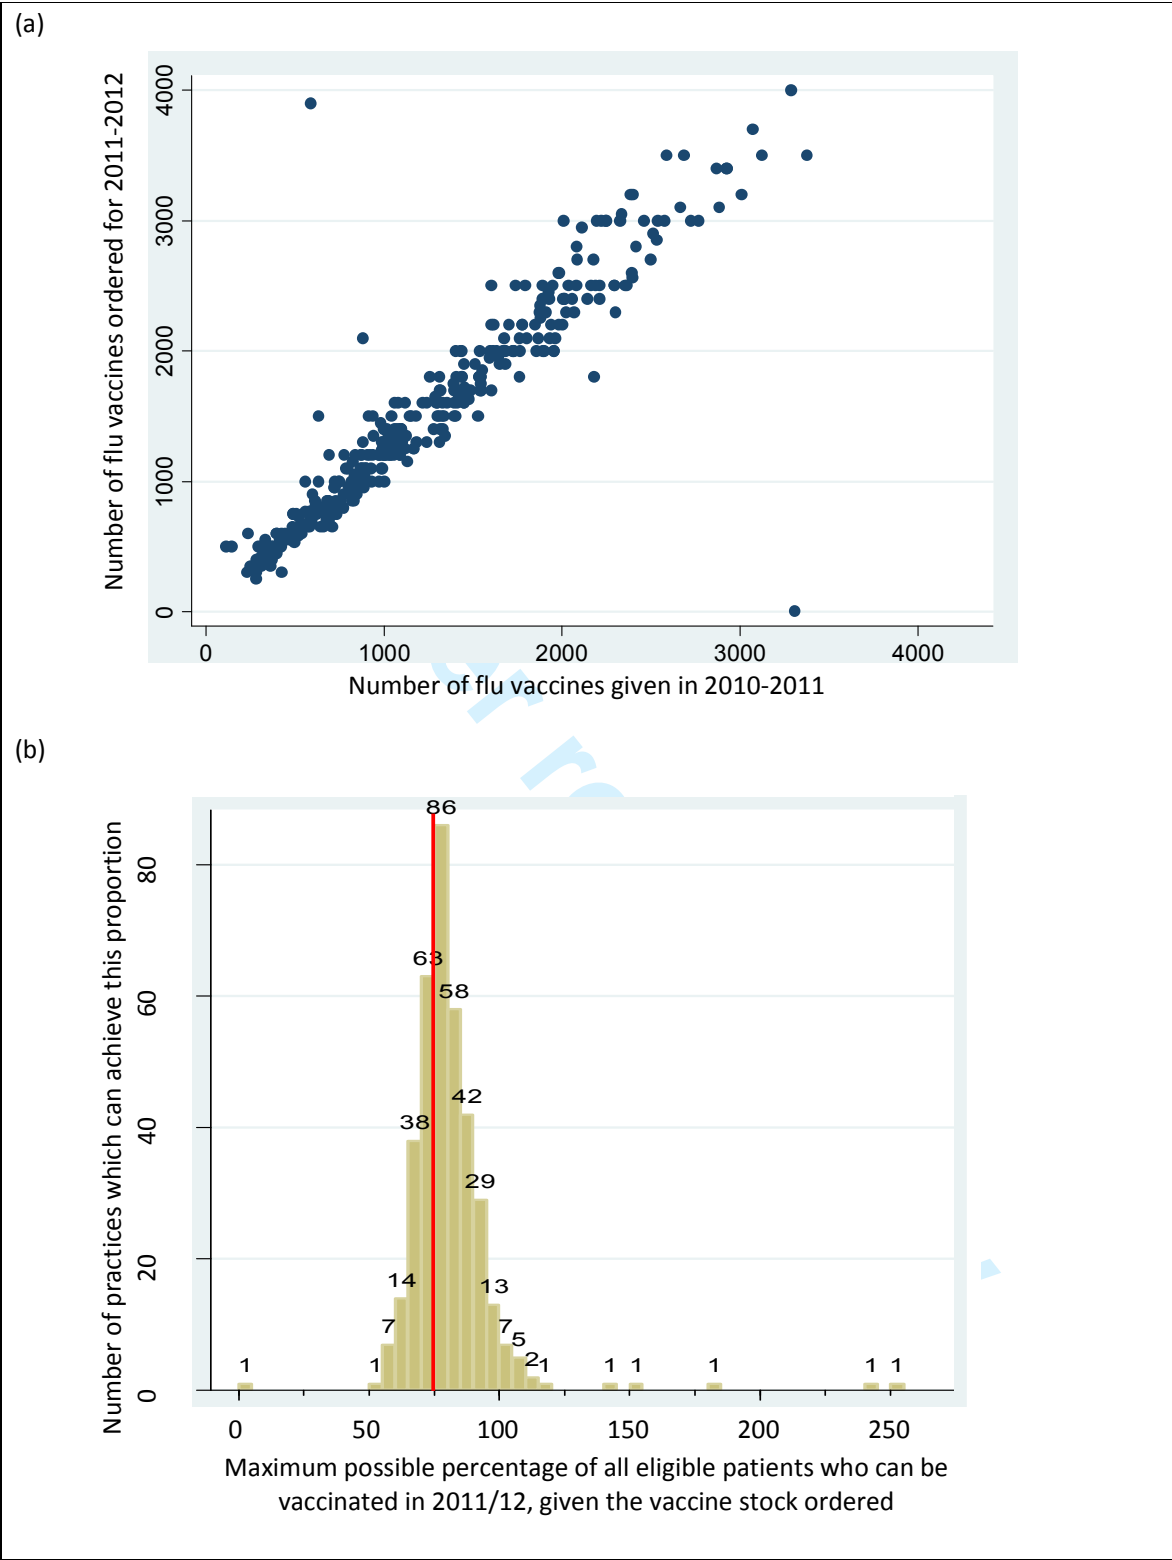 (a)
Number of flu vaccines ordered for 2011-2012
4000
3000
2000
1000
0
0 1000 2000 3000 4000
Number of flu vaccines given in 2010-2011
(b)
Number of practices which can achieve this proportion
80
60
40
20
0
1 1 7 14 38 63 86 58 42 29 13 7 5 2 1 1 1 1 1 1
0 50 100 150 200 250
Maximum possible percentage of all eligible patients who can be
vaccinated in 2011/12, given the vaccine stock ordered